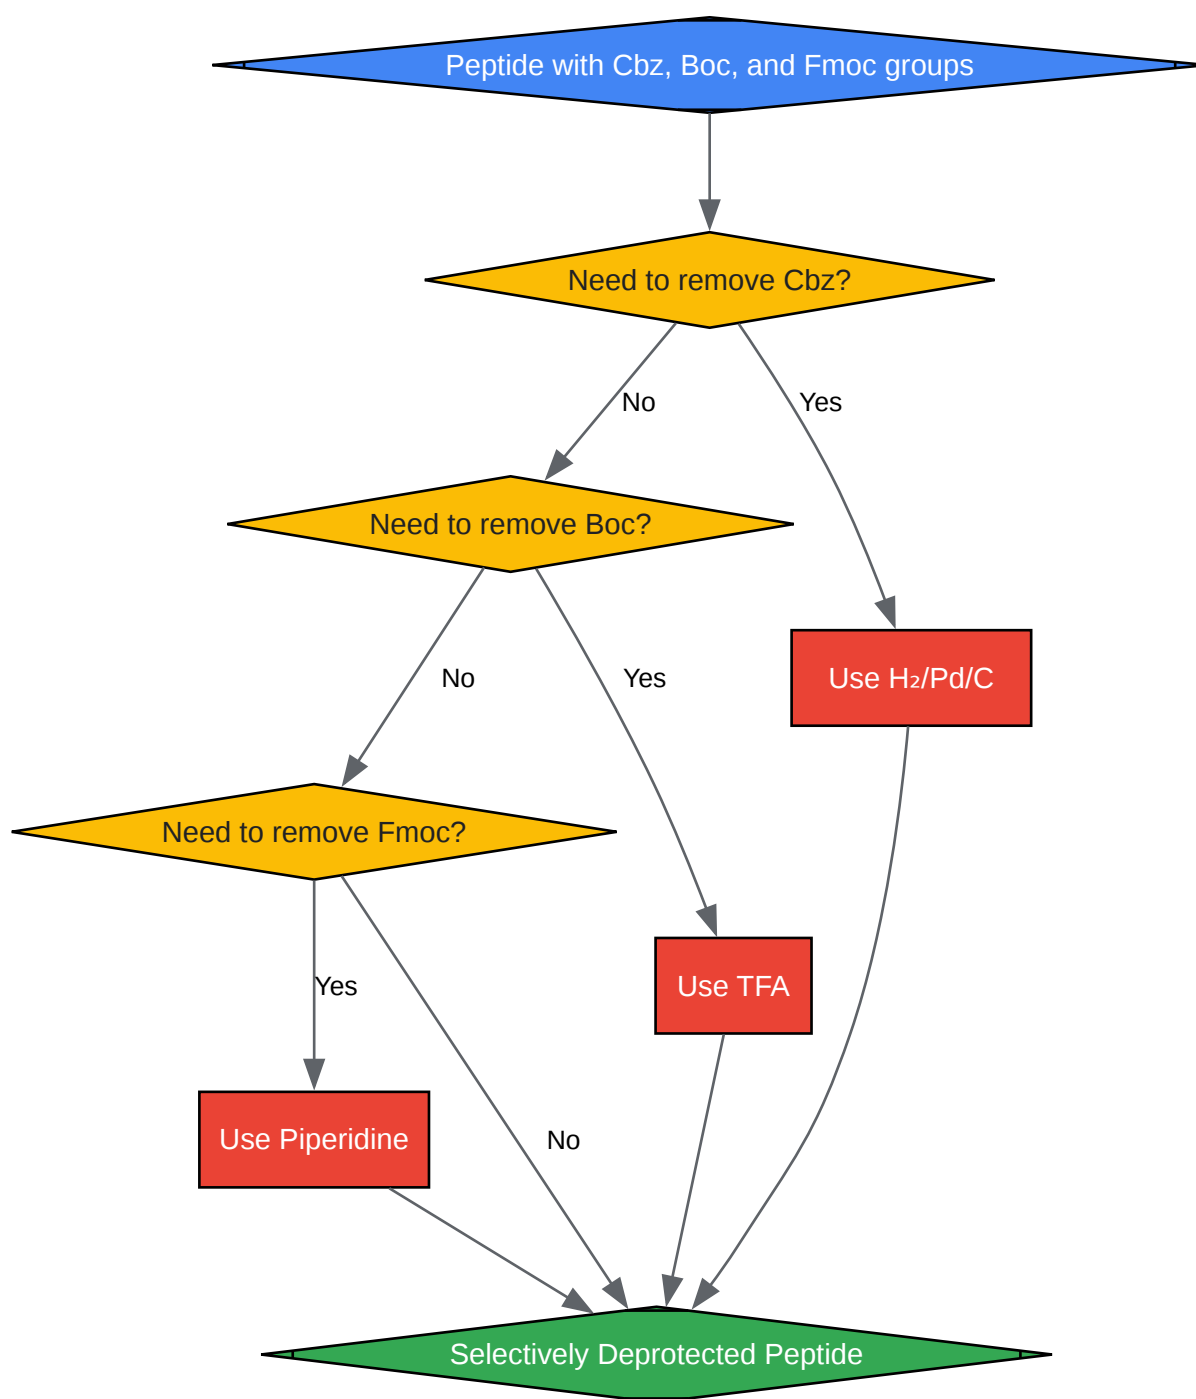 Peptide with Cbz, Boc, and Fmoc groups
Need to remove Cbz?
No
Yes
Need to remove Boc?
No
Yes
Use H₂/Pd/C
Need to remove Fmoc?
Yes
Use TFA
Use Piperidine
No
Selectively Deprotected Peptide